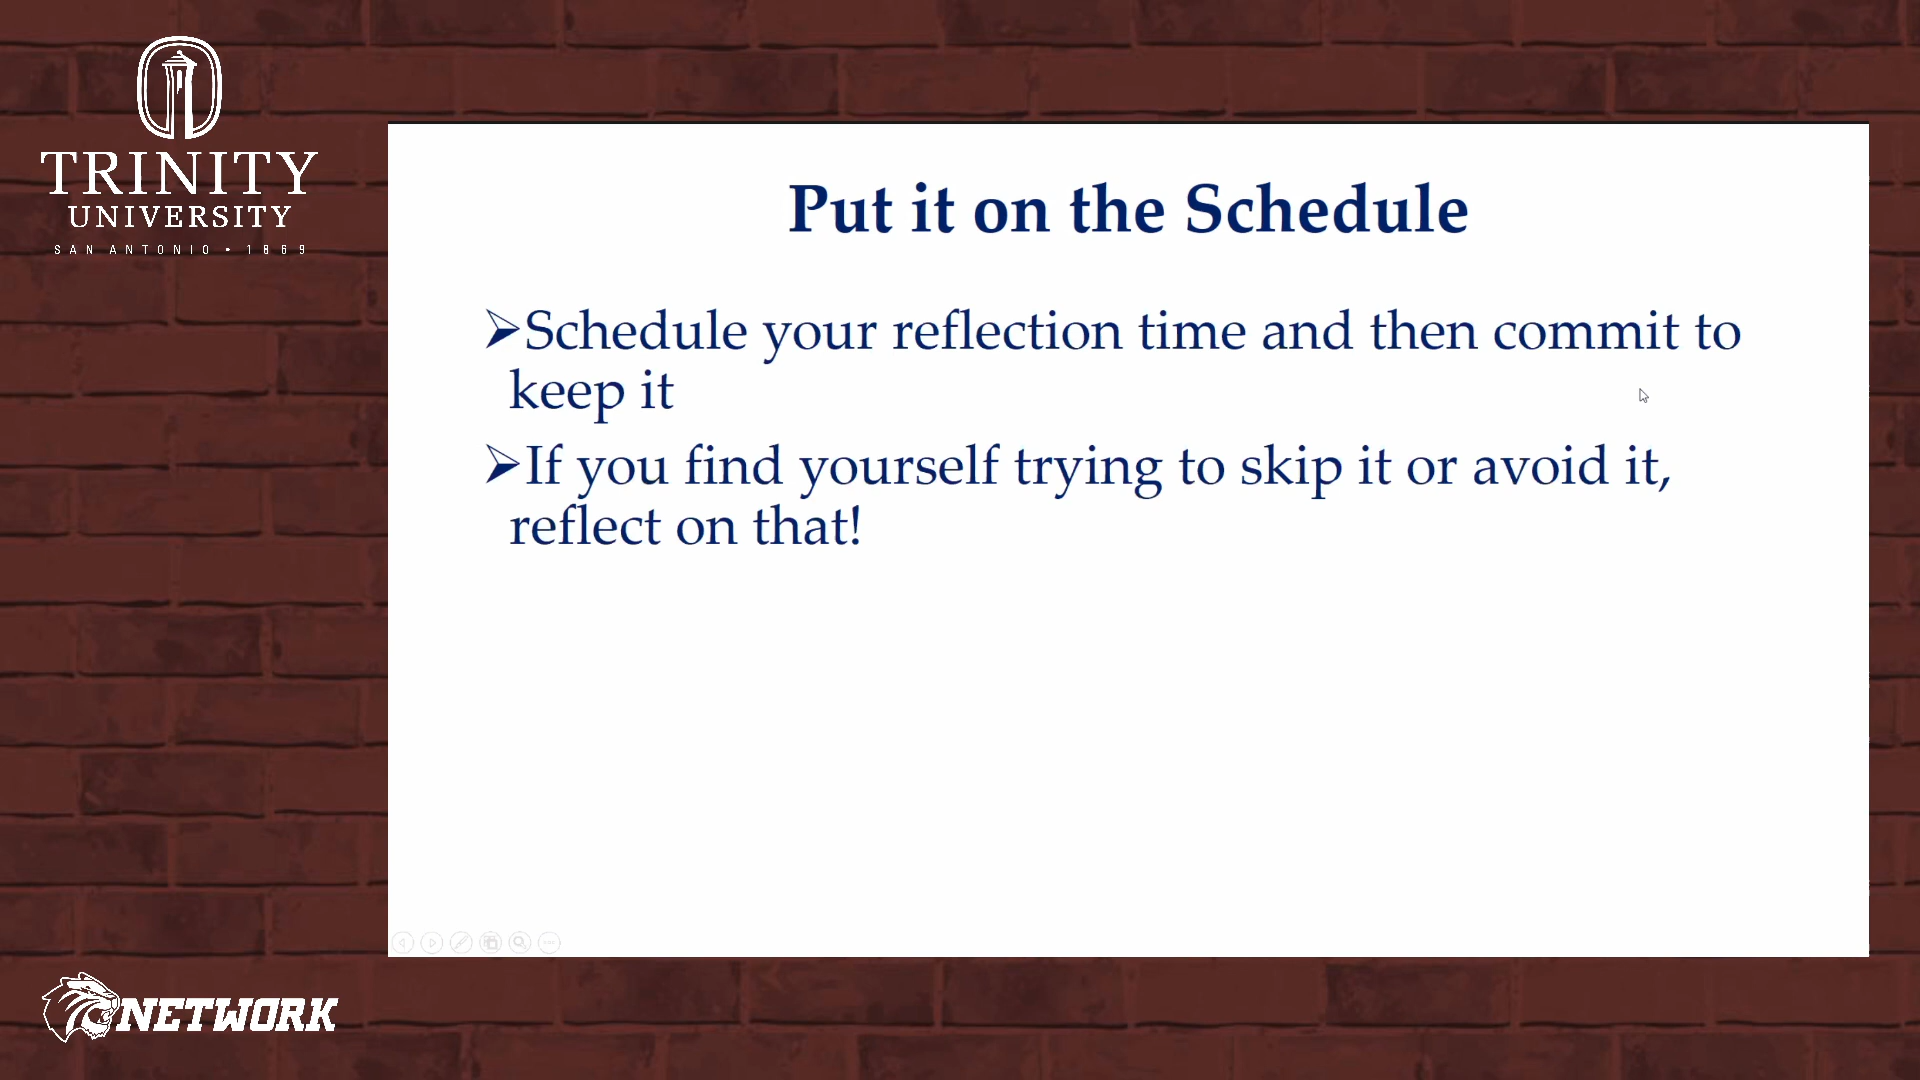 TRINITY
UNIVERSITY
SAN ANTONIO • 1869
Put it on the Schedule
➢Schedule your reflection time and then commit to
keep it
➢If you find yourself trying to skip it or avoid it,
reflect on that!
NETWORK